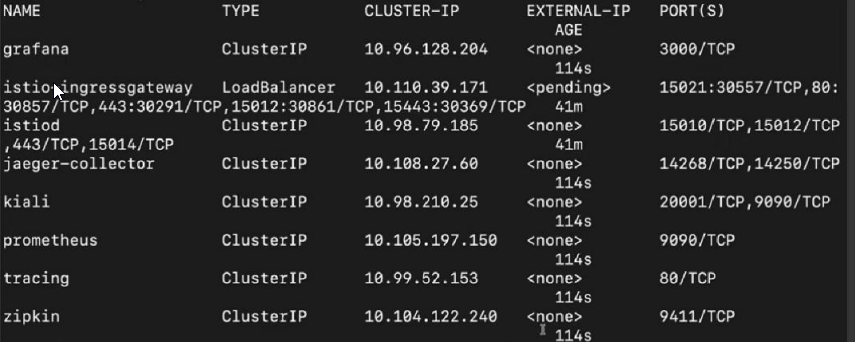 NAME TYPE CLUSTER-IP EXTERNAL-IP PORT(S)
AGE
grafana ClusterIP 10.96.128.204 <none> 3000/TCP
114s
istio-ingressgateway LoadBalancer 10.110.39.171 <pending> 15021:30557/TCP,80:
30857/TCP,443:30291/TCP,15012:30861/TCP,15443:30369/TCP 41m
istiod ClusterIP 10.98.79.185 <none> 15010/TCP,15012/TCP
,443/TCP,15014/TCP 41m
jaeger-collector ClusterIP 10.108.27.60 <none> 14268/TCP,14250/TCP
114s
kiali ClusterIP 10.98.210.25 <none> 20001/TCP,9090/TCP
114s
prometheus ClusterIP 10.105.197.150 <none> 9090/TCP
114s
tracing ClusterIP 10.99.52.153 <none> 80/TCP
114s
zipkin ClusterIP 10.104.122.240 <none> 9411/TCP
114s